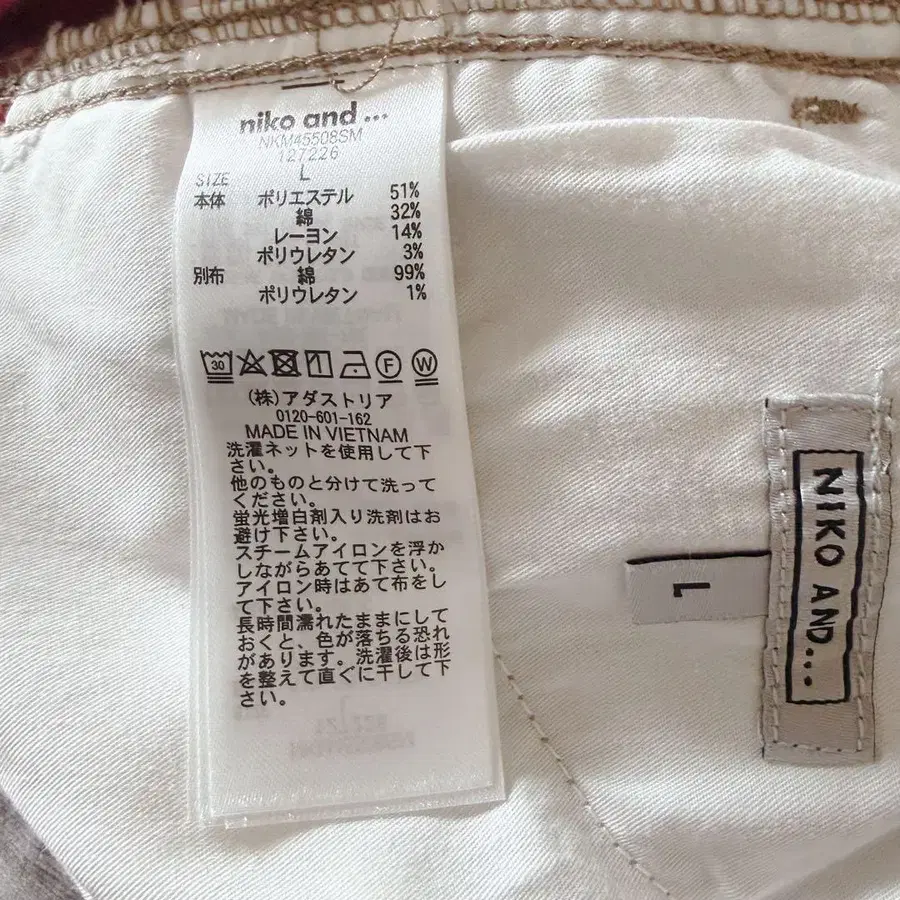 niko and ...
NKM45508SM
127226
SIZE L
本体 ポリエステル 51%
綿 32%
レーヨン 14%
ポリウレタン 3%
別布 綿 99%
ポリウレタン 1%
30 F W
(株)アダストリア
0120-601-162
MADE IN VIETNAM
洗濯ネットを使用して下
さい。
他のものと分けて洗って
ください。
蛍光増白剤入り洗剤はお
避け下さい。
スチームアイロンを浮か
しながらあてて下さい。
アイロン時はあて布をし
て下さい。
長時間濡れたままにして
おくと、色が落ちる恐れ
があります。洗濯後は形
を整えて直ぐに干して下
さい。
L
NIKO AND...